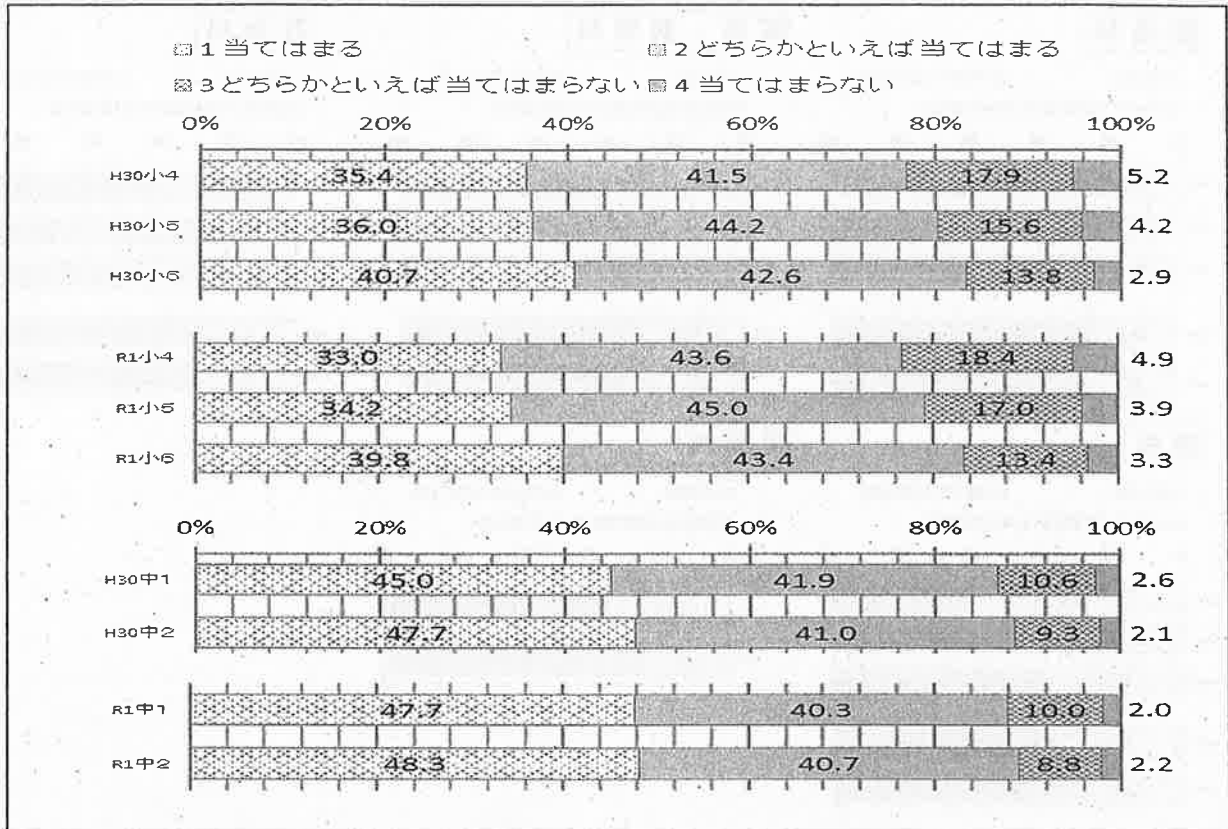 1 当てはまる 2 どちらかといえば当てはまる
3 どちらかといえば当てはまらない 4 当てはまらない
0% 20% 40% 60% 80% 100%
H30小4 35.4 41.5 17.9 5.2
H30小5 36.0 44.2 15.6 4.2
H30小6 40.7 42.6 13.8 2.9
R1小4 33.0 43.6 18.4 4.9
R1小5 34.2 45.0 17.0 3.9
R1小6 39.8 43.4 13.4 3.3
0% 20% 40% 60% 80% 100%
H30中1 45.0 41.9 10.6 2.6
H30中2 47.7 41.0 9.3 2.1
R1中1 47.7 40.3 10.0 2.0
R1中2 48.3 40.7 8.8 2.2